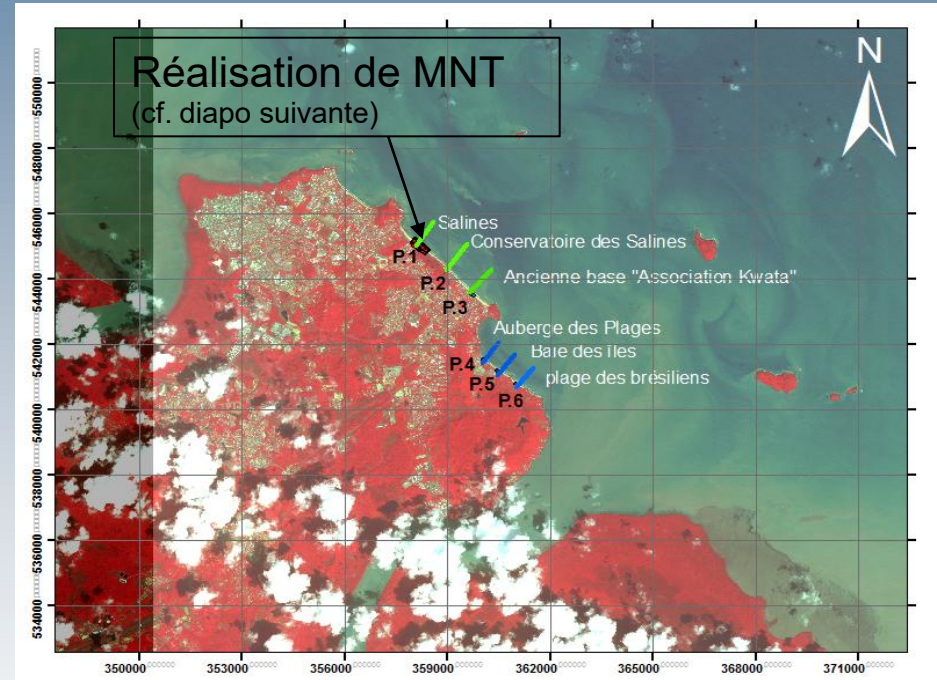 Réalisation de MNT
(cf. diapo suivante)
N
Salines
P.1
Conservatoire des Salines
P.2
Ancienne base "Association Kwata"
P.3
Auberge des Plages
P.4
Baie des îles
P.5
plage des brésiliens
P.6
550000
548000
546000
544000
542000
540000
538000
536000
534000
350000 353000 356000 359000 362000 365000 368000 371000